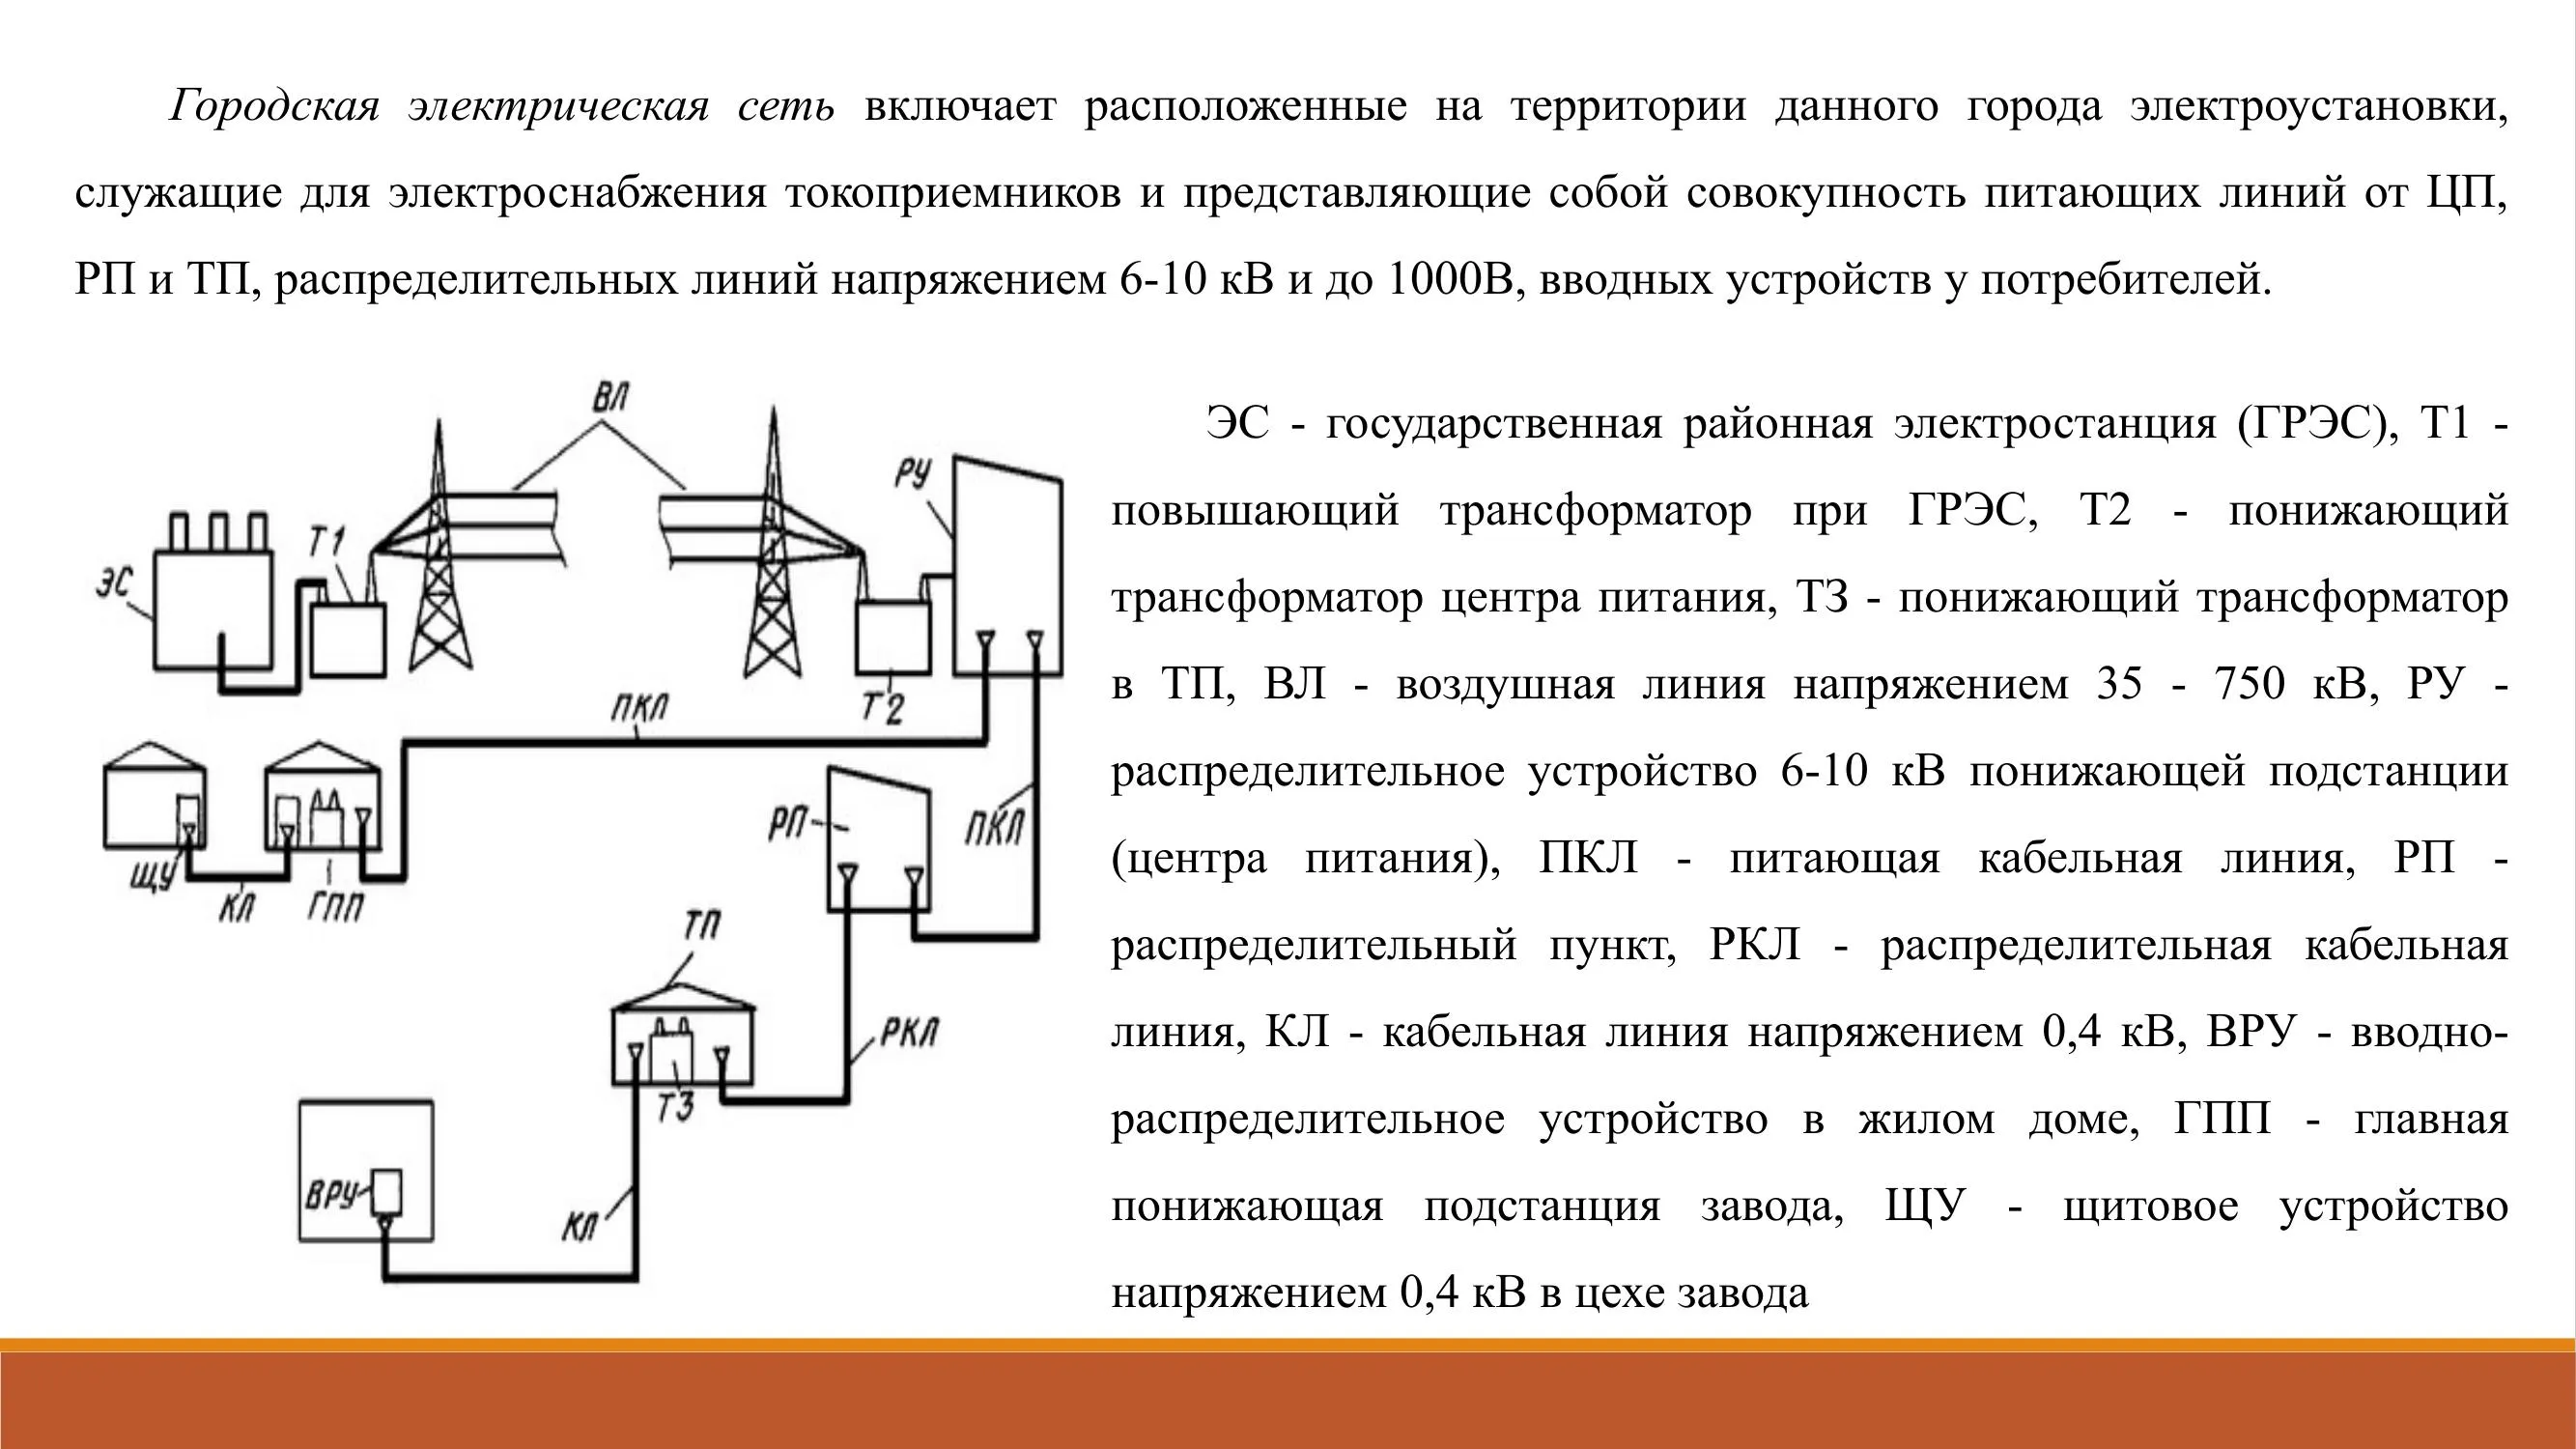 Городская электрическая сеть включает расположенные на территории данного города электроустановки,
служащие для электроснабжения токоприемников и представляющие собой совокупность питающих линий от ЦП,
РП и ТП, распределительных линий напряжением 6-10 кВ и до 1000В, вводных устройств у потребителей.
ВЛ
РУ
Т1
ЭС
Т2
ПКЛ
РП
ПКЛ
ЩУ
КЛ
ГПП
ТП
РКЛ
Т3
ВРУ
КЛ
ЭС - государственная районная электростанция (ГРЭС), Т1 -
повышающий трансформатор при ГРЭС, Т2 - понижающий
трансформатор центра питания, ТЗ - понижающий трансформатор
в ТП, ВЛ - воздушная линия напряжением 35 - 750 кВ, РУ -
распределительное устройство 6-10 кВ понижающей подстанции
(центра питания), ПКЛ - питающая кабельная линия, РП -
распределительный пункт, РКЛ - распределительная кабельная
линия, КЛ - кабельная линия напряжением 0,4 кВ, ВРУ - вводно-
распределительное устройство в жилом доме, ГПП - главная
понижающая подстанция завода, ЩУ - щитовое устройство
напряжением 0,4 кВ в цехе завода